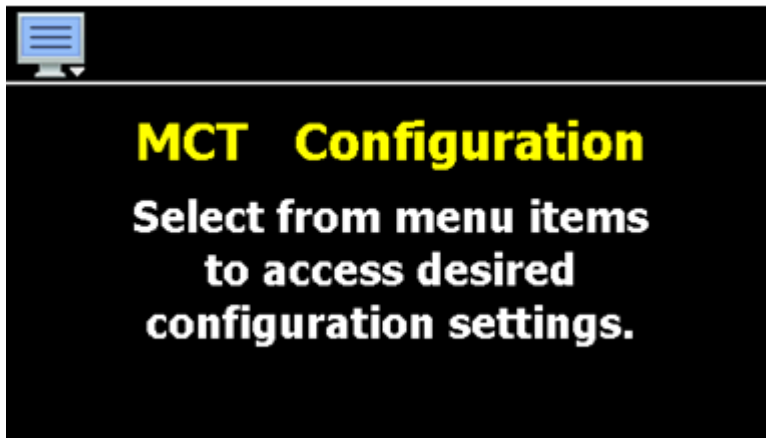 MCT Configuration
Select from menu items
to access desired
configuration settings.